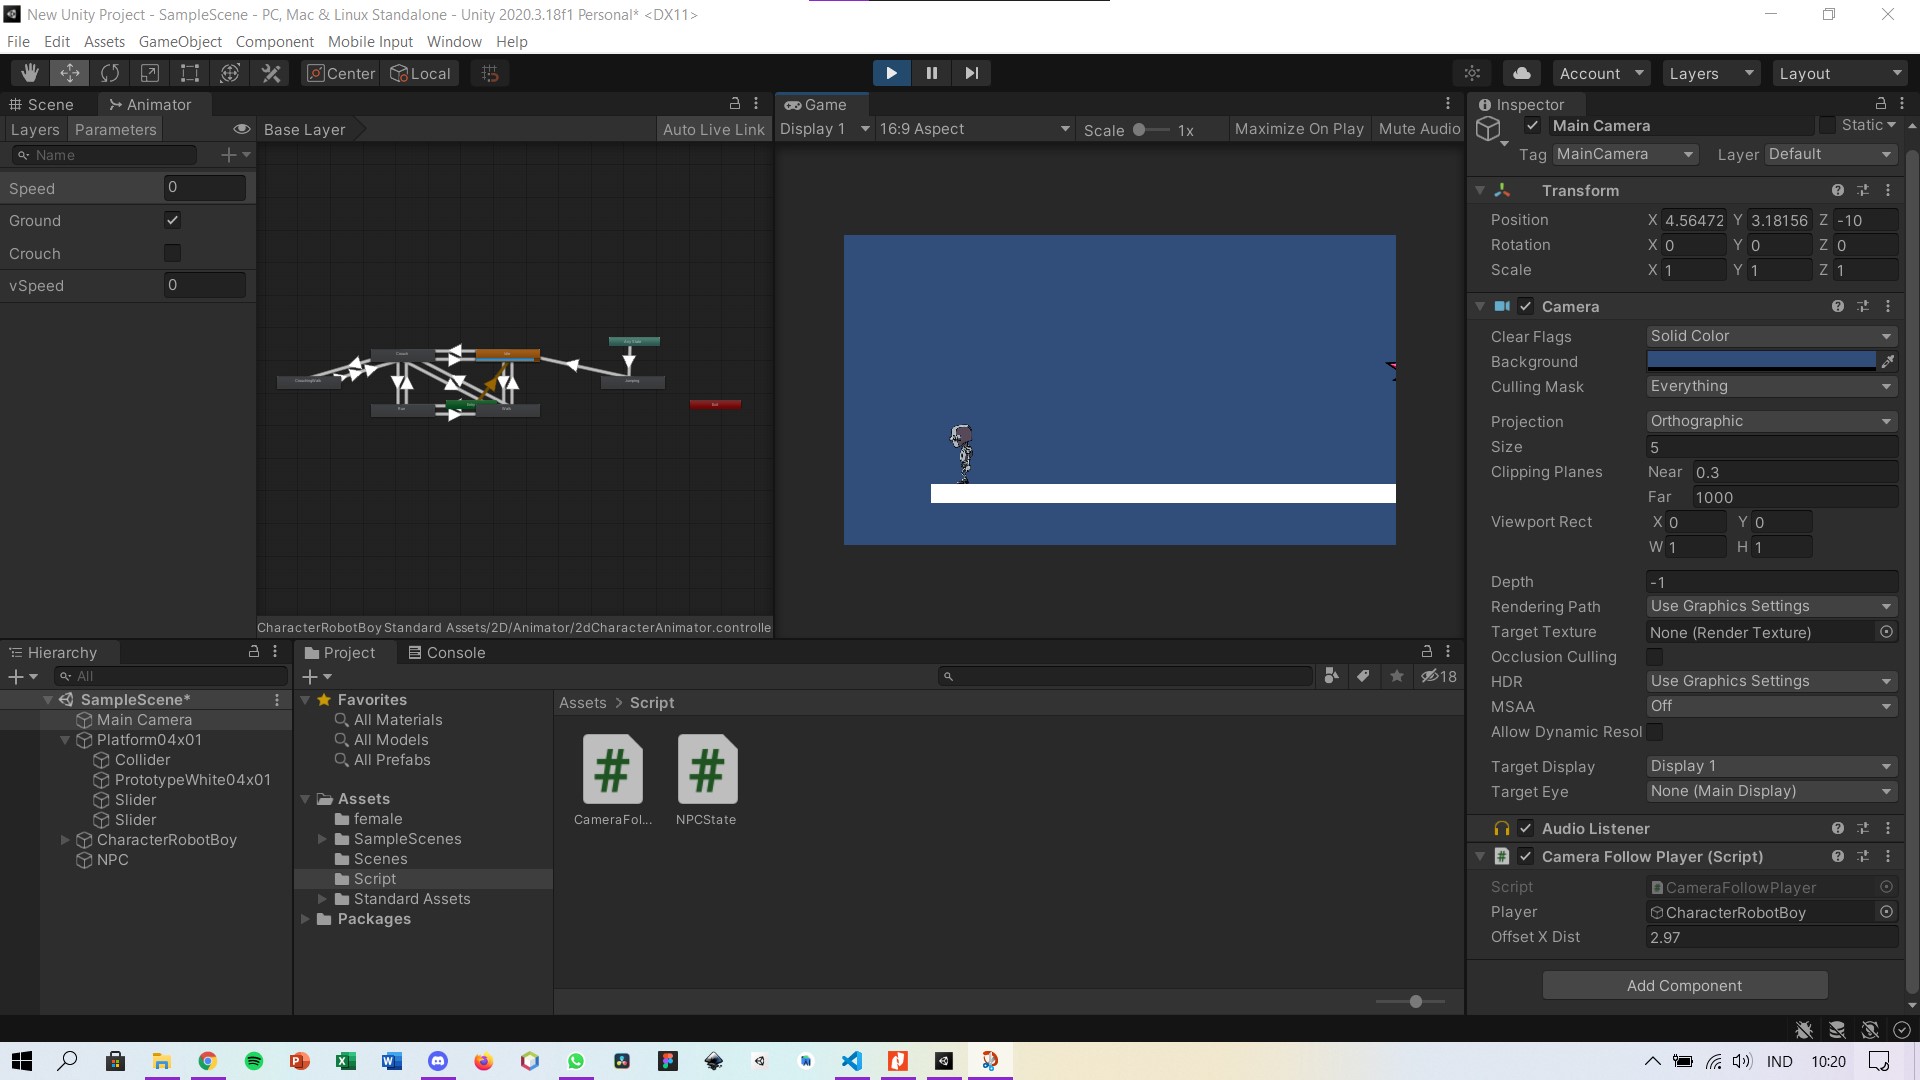 New Unity Project - SampleScene - PC, Mac & Linux Standalone - Unity 2020.3.18f1 Personal* <DX11>
File Edit Assets GameObject Component Mobile Input Window Help
Center Local Account Layers Layout
Scene Animator
Layers Parameters Base Layer Auto Live Link
Name
Speed 0
Ground
Crouch
vSpeed 0
CharacterRobotBoy Standard Assets/2D/Animator/2dCharacterAnimator.controlle
Game
Display 1 16:9 Aspect Scale 1x Maximize On Play Mute Audio
Inspector
Main Camera Static
Tag MainCamera Layer Default
Transform
Position X 4.56472 Y 3.18156 Z -10
Rotation X 0 Y 0 Z 0
Scale X 1 Y 1 Z 1
Camera
Clear Flags Solid Color
Background
Culling Mask Everything
Projection Orthographic
Size 5
Clipping Planes Near 0.3
Far 1000
Viewport Rect X 0 Y 0
W 1 H 1
Depth -1
Rendering Path Use Graphics Settings
Target Texture None (Render Texture)
Occlusion Culling
HDR Use Graphics Settings
MSAA Off
Allow Dynamic Resol
Target Display Display 1
Target Eye None (Main Display)
Audio Listener
# Camera Follow Player (Script)
Script # CameraFollowPlayer
Player CharacterRobotBoy
Offset X Dist 2.97
Add Component
Hierarchy
All
SampleScene*
Main Camera
Platform04x01
Collider
PrototypeWhite04x01
Slider
Slider
CharacterRobotBoy
NPC
Project Console
18
Favorites
All Materials
All Models
All Prefabs
Assets
female
SampleScenes
Scenes
Script
Standard Assets
Packages
Assets > Script
# #
CameraFol... NPCState
IND 10:20